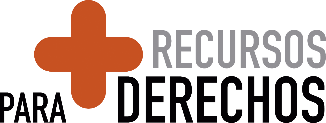 + RECURSOS
PARA + DERECHOS